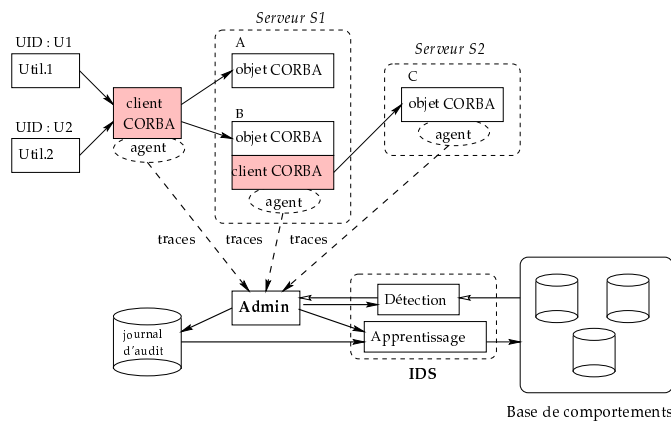 Serveur S1
UID : U1
A
Serveur S2
Util.1
objet CORBA
C
client
CORBA
objet CORBA
B
UID : U2
objet CORBA
agent
agent
Util.2
client CORBA
agent
traces
traces
traces
Admin
Détection
journal
d'audit
Apprentissage
IDS
Base de comportements